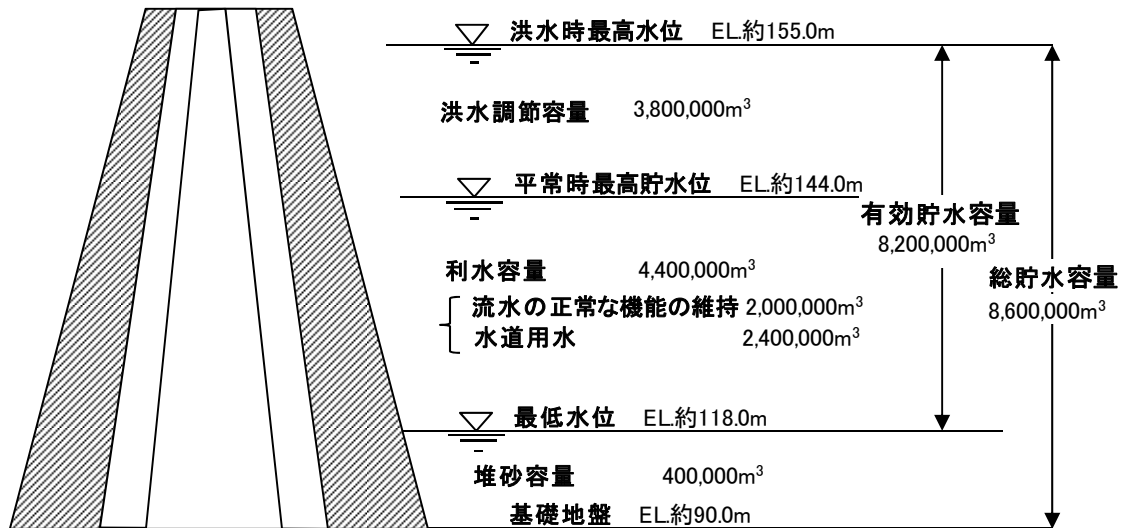 洪水時最高水位 EL.約155.0m
洪水調節容量 3,800,000m³
平常時最高貯水位 EL.約144.0m
有効貯水容量
8,200,000m³
利水容量 4,400,000m³
総貯水容量
8,600,000m³
流水の正常な機能の維持 2,000,000m³
水道用水 2,400,000m³
最低水位 EL.約118.0m
堆砂容量 400,000m³
基礎地盤 EL.約90.0m